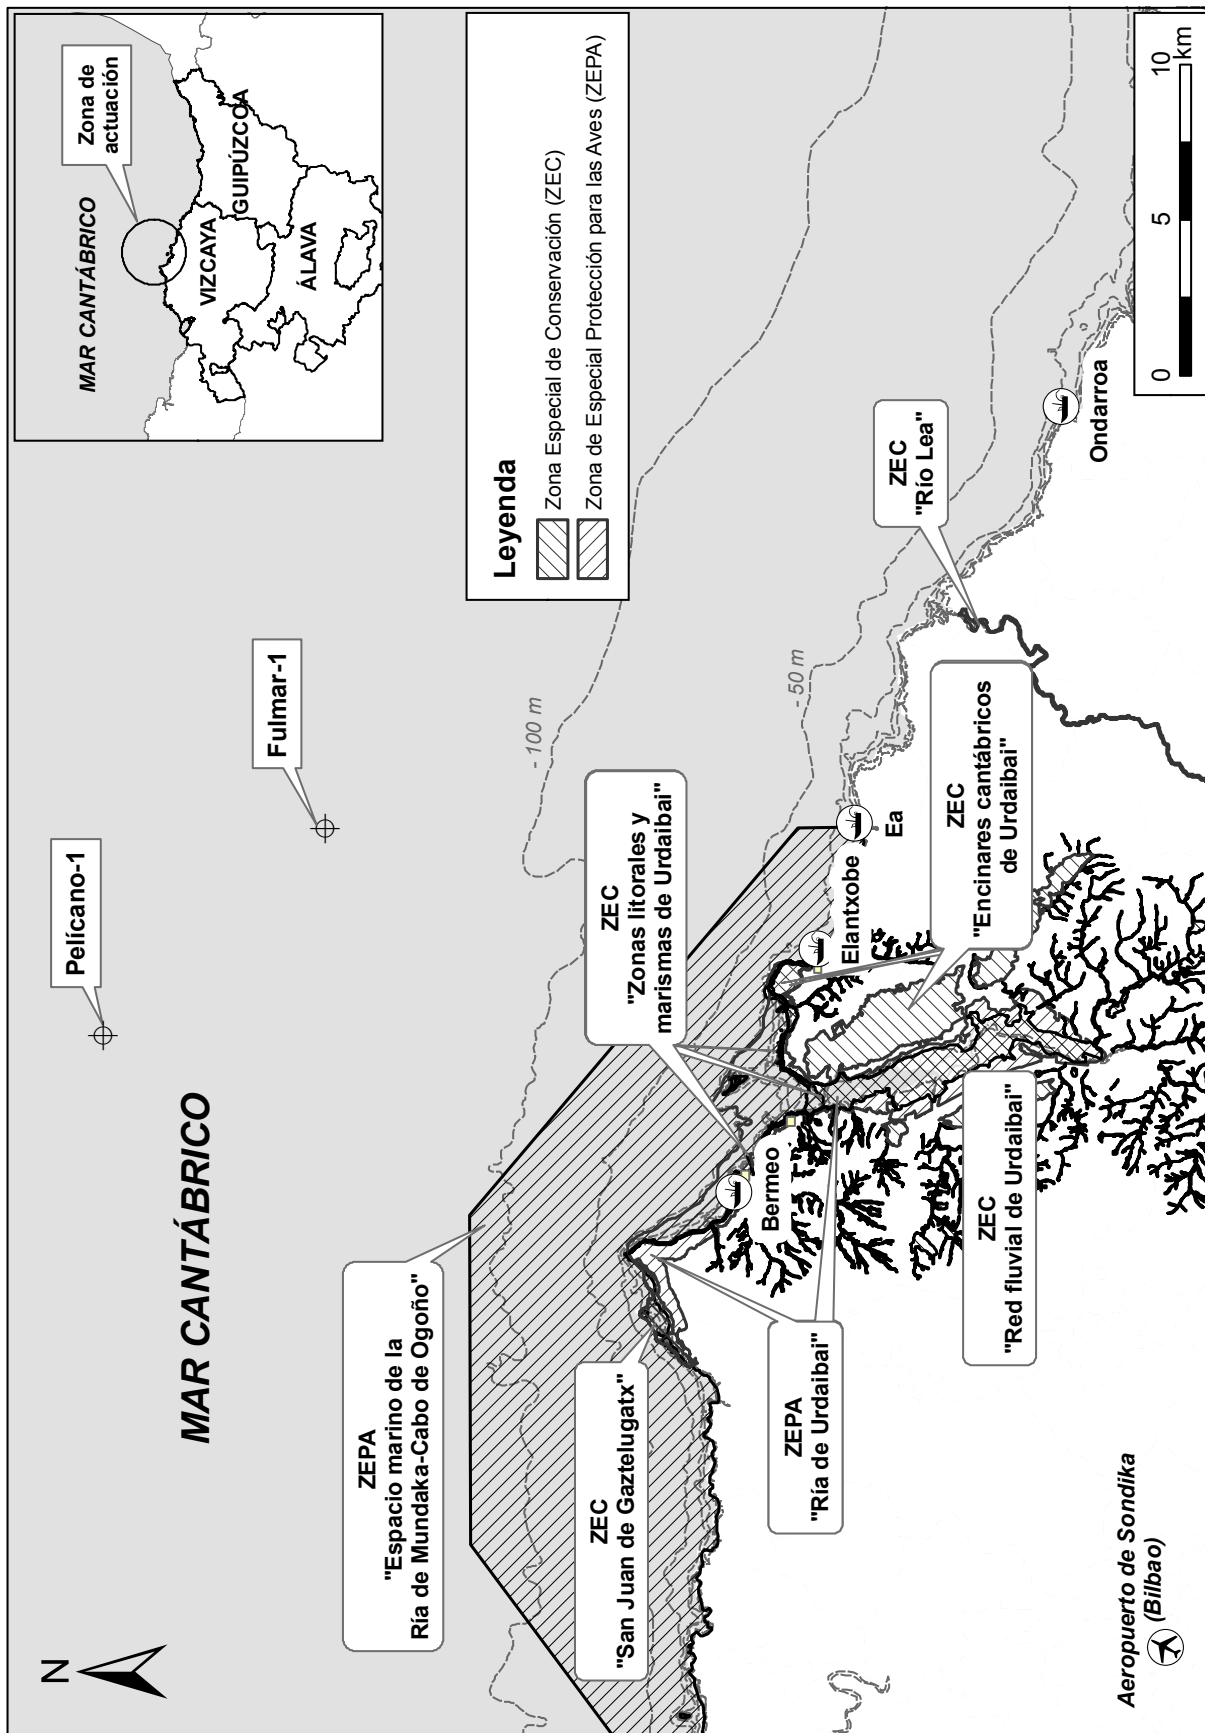 N
MAR CANTÁBRICO
Pelícano-1
Fulmar-1
MAR CANTÁBRICO
Zona de
actuación
VIZCAYA
GUIPÚZCOA
ÁLAVA
Leyenda
Zona Especial de Conservación (ZEC)
Zona de Especial Protección para las Aves (ZEPA)
ZEPA
"Espacio marino de la
Ría de Mundaka-Cabo de Ogoño"
- 100 m
- 50 m
ZEC
"San Juan de Gaztelugatx"
ZEC
"Zonas litorales y
marismas de Urdaibai"
ZEPA
"Ría de Urdaibai"
Bermeo
Elantxobe
Ea
ZEC
"Río Lea"
Ondarroa
ZEC
"Encinares cantábricos
de Urdaibai"
ZEC
"Red fluvial de Urdaibai"
Aeropuerto de Sondika
(Bilbao)
0 5 10
km